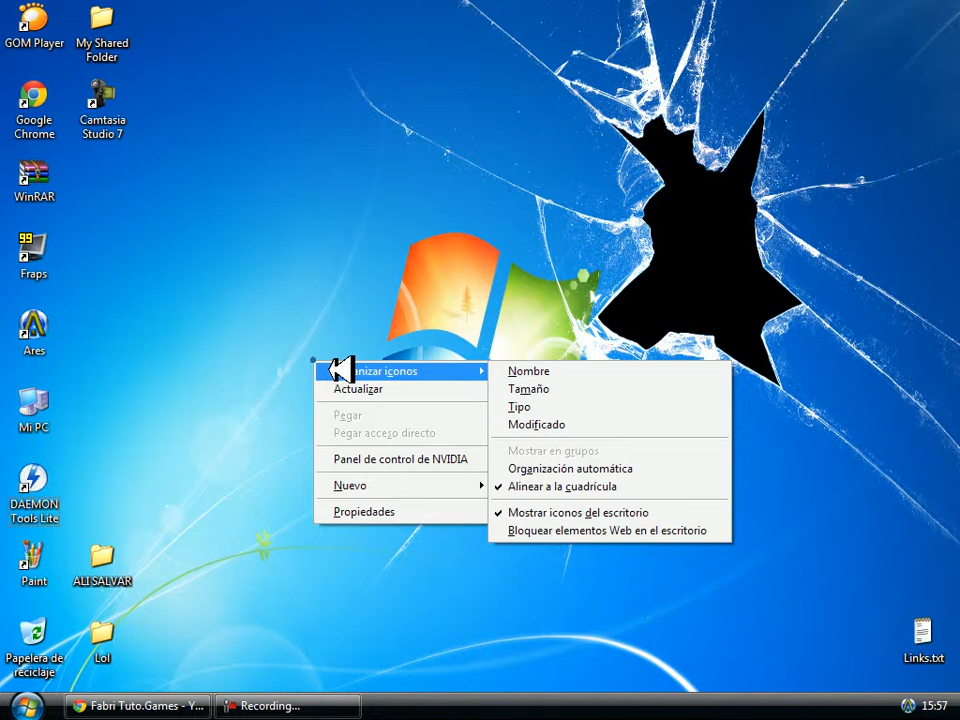 GOM Player
My Shared
Folder
Google
Chrome
Camtasia
Studio 7
WinRAR
99
Fraps
Ares
Mi PC
DAEMON
Tools Lite
Paint
ALI SALVAR
Papelera de
reciclaje
Lol
Links.txt
anizar iconos
Actualizar
Pegar
Pegar acceso directo
Panel de control de NVIDIA
Nuevo
Propiedades
Nombre
Tamaño
Tipo
Modificado
Mostrar en grupos
Organización automática
Alinear a la cuadrícula
Mostrar iconos del escritorio
Bloquear elementos Web en el escritorio
Fabri Tuto.Games - Y...
Recording...
15:57